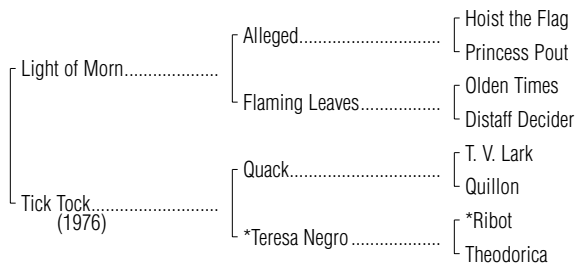 Hoist the Flag
Alleged..............................
Princess Pout
Light of Morn....................
Olden Times
Flaming Leaves.................
Distaff Decider
T. V. Lark
Quack................................
Quillon
Tick Tock...........................
(1976)
*Ribot
*Teresa Negro ...................
Theodorica